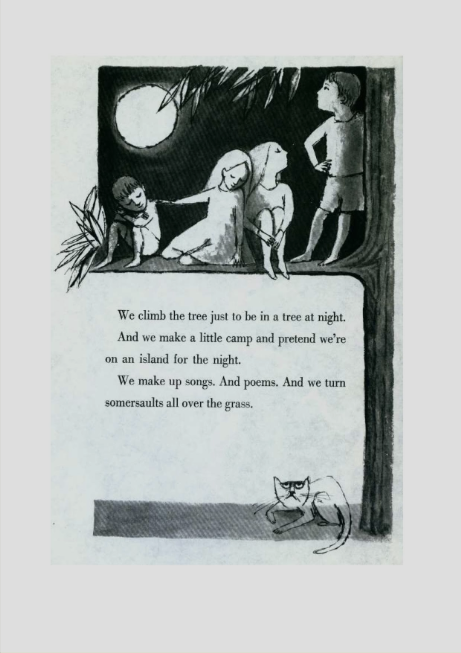 We climb the tree just to be in a tree at night.
And we make a little camp and pretend we're
on an island for the night.
We make up songs. And poems. And we turn
somersaults all over the grass.